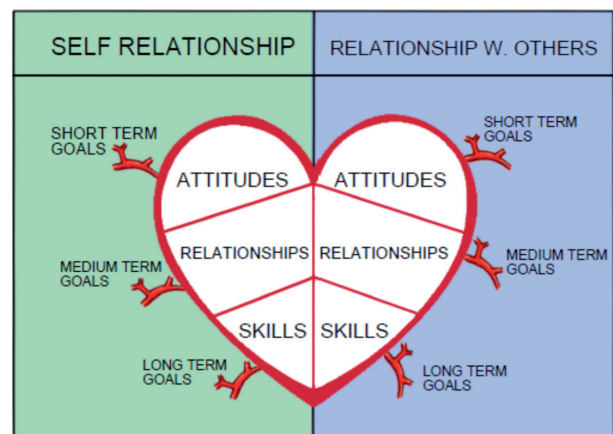 SELF RELATIONSHIP
RELATIONSHIP W. OTHERS
SHORT TERM
GOALS
ATTITUDES
ATTITUDES
SHORT TERM
GOALS
MEDIUM TERM
GOALS
RELATIONSHIPS
RELATIONSHIPS
MEDIUM TERM
GOALS
LONG TERM
GOALS
SKILLS
SKILLS
LONG TERM
GOALS